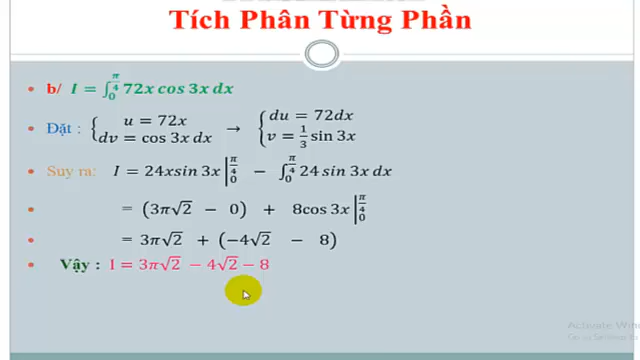 Tích Phân Từng Phần
b/ I = ∫₀^(π/4) 72x cos 3x dx
Đặt : { u = 72x ; dv = cos 3x dx → { du = 72dx ; v = 1/3 sin 3x
Suy ra: I = 24x sin 3x |₀^(π/4) − ∫₀^(π/4) 24 sin 3x dx
= (3π√2 − 0) + 8cos 3x |₀^(π/4)
= 3π√2 + (−4√2 − 8)
Vậy : I = 3π√2 − 4√2 − 8
Activate Win